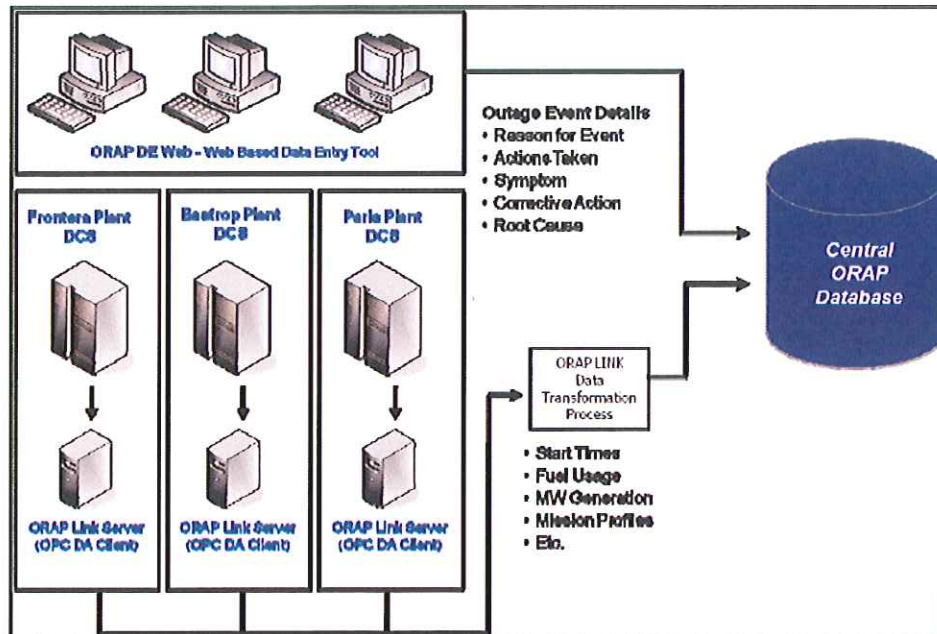 ORAP DE Web - Web Based Data Entry Tool
Outage Event Details
• Reason for Event
• Actions Taken
• Symptom
• Corrective Action
• Root Cause
Frontera Plant
DCS
Bastrop Plant
DCS
Paris Plant
DCS
Central
ORAP
Database
ORAP LINK
Data
Transformation
Process
• Start Times
• Fuel Usage
• MW Generation
• Mission Profiles
• Etc.
ORAP Link Server
(OPC DA Client)
ORAP Link Server
(OPC DA Client)
ORAP Link Server
(OPC DA Client)